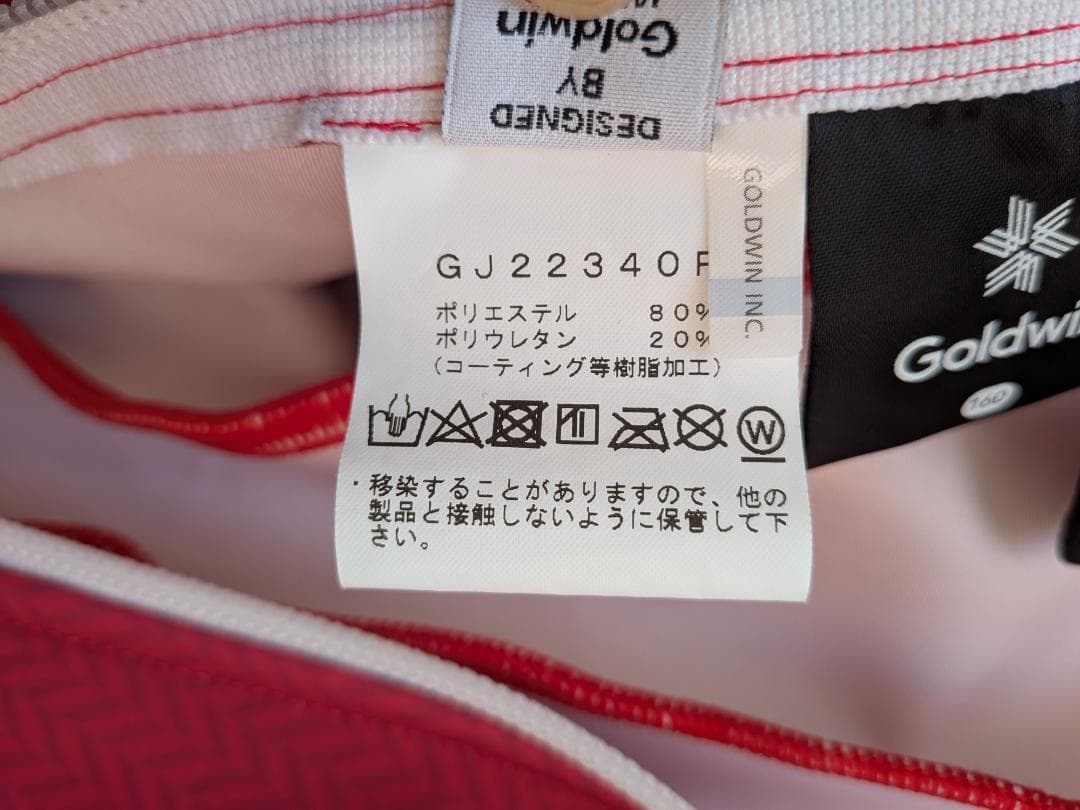 Goldwin
BY
DESIGNED
GOLDWIN INC.
GJ22340P
ポリエステル 80%
ポリウレタン 20%
(コーティング等樹脂加工)
W
・移染することがありますので、他の
製品と接触しないように保管して下
さい。
Goldwin
160